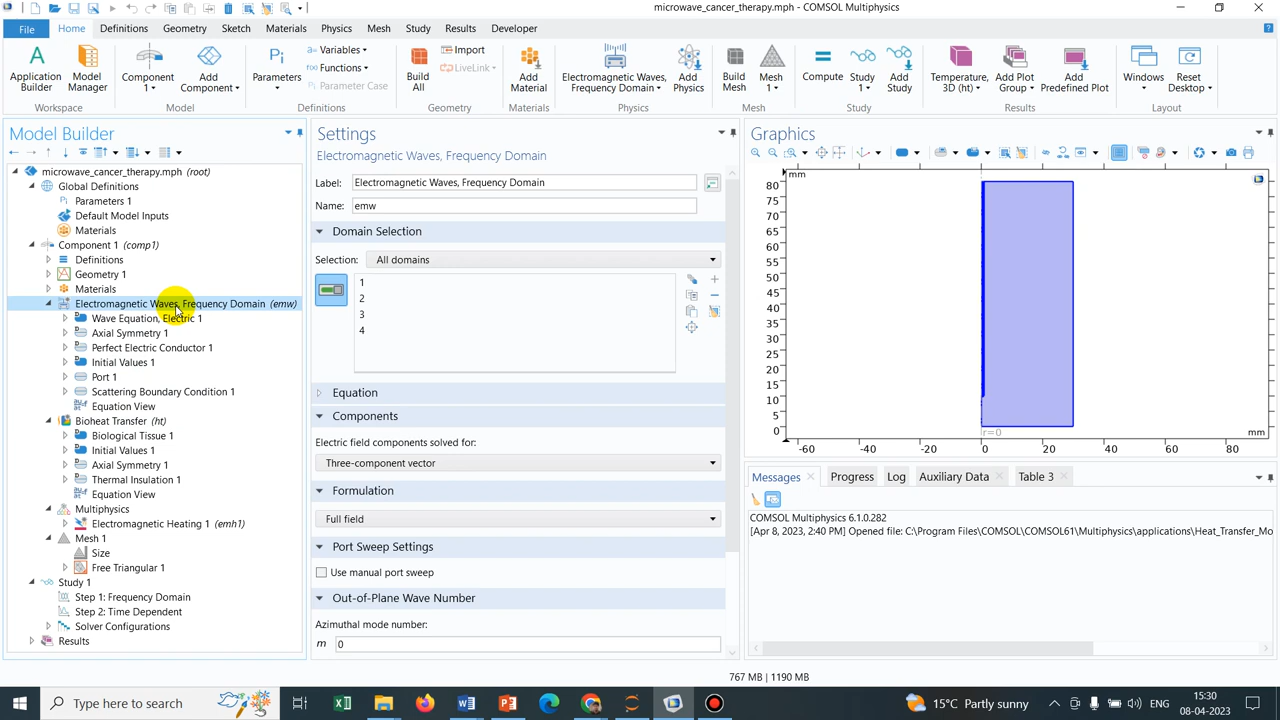 microwave_cancer_therapy.mph - COMSOL Multiphysics
File
Home
Definitions
Geometry
Sketch
Materials
Physics
Mesh
Study
Results
Developer
Application Builder
Model Manager
Workspace
Component 1
Add Component
Model
Parameters
Variables
Functions
Parameter Case
Definitions
Build All
Import
LiveLink
Geometry
Add Material
Materials
Electromagnetic Waves, Frequency Domain
Add Physics
Physics
Build Mesh
Mesh 1
Mesh
Compute
Study 1
Add Study
Study
Temperature, 3D (ht)
Add Plot Group
Add Predefined Plot
Results
Windows
Reset Desktop
Layout
Model Builder
microwave_cancer_therapy.mph (root)
Global Definitions
Parameters 1
Default Model Inputs
Materials
Component 1 (comp1)
Definitions
Geometry 1
Materials
Electromagnetic Waves, Frequency Domain (emw)
Wave Equation, Electric 1
Axial Symmetry 1
Perfect Electric Conductor 1
Initial Values 1
Port 1
Scattering Boundary Condition 1
Equation View
Bioheat Transfer (ht)
Biological Tissue 1
Initial Values 1
Axial Symmetry 1
Thermal Insulation 1
Equation View
Multiphysics
Electromagnetic Heating 1 (emh1)
Mesh 1
Size
Free Triangular 1
Study 1
Step 1: Frequency Domain
Step 2: Time Dependent
Solver Configurations
Results
Settings
Electromagnetic Waves, Frequency Domain
Label: Electromagnetic Waves, Frequency Domain
Name: emw
Domain Selection
Selection: All domains
1
2
3
4
Equation
Components
Electric field components solved for:
Three-component vector
Formulation
Full field
Port Sweep Settings
Use manual port sweep
Out-of-Plane Wave Number
Azimuthal mode number:
m 0
Graphics
mm
80
75
70
65
60
55
50
45
40
35
30
25
20
15
10
5
0
r=0
mm
-60 -40 -20 0 20 40 60 80
Messages
Progress
Log
Auxiliary Data
Table 3
COMSOL Multiphysics 6.1.0.282
[Apr 8, 2023, 2:40 PM] Opened file: C:\Program Files\COMSOL\COMSOL61\Multiphysics\applications\Heat_Transfer_Mo
767 MB | 1190 MB
Type here to search
15°C Partly sunny
ENG
15:30
08-04-2023